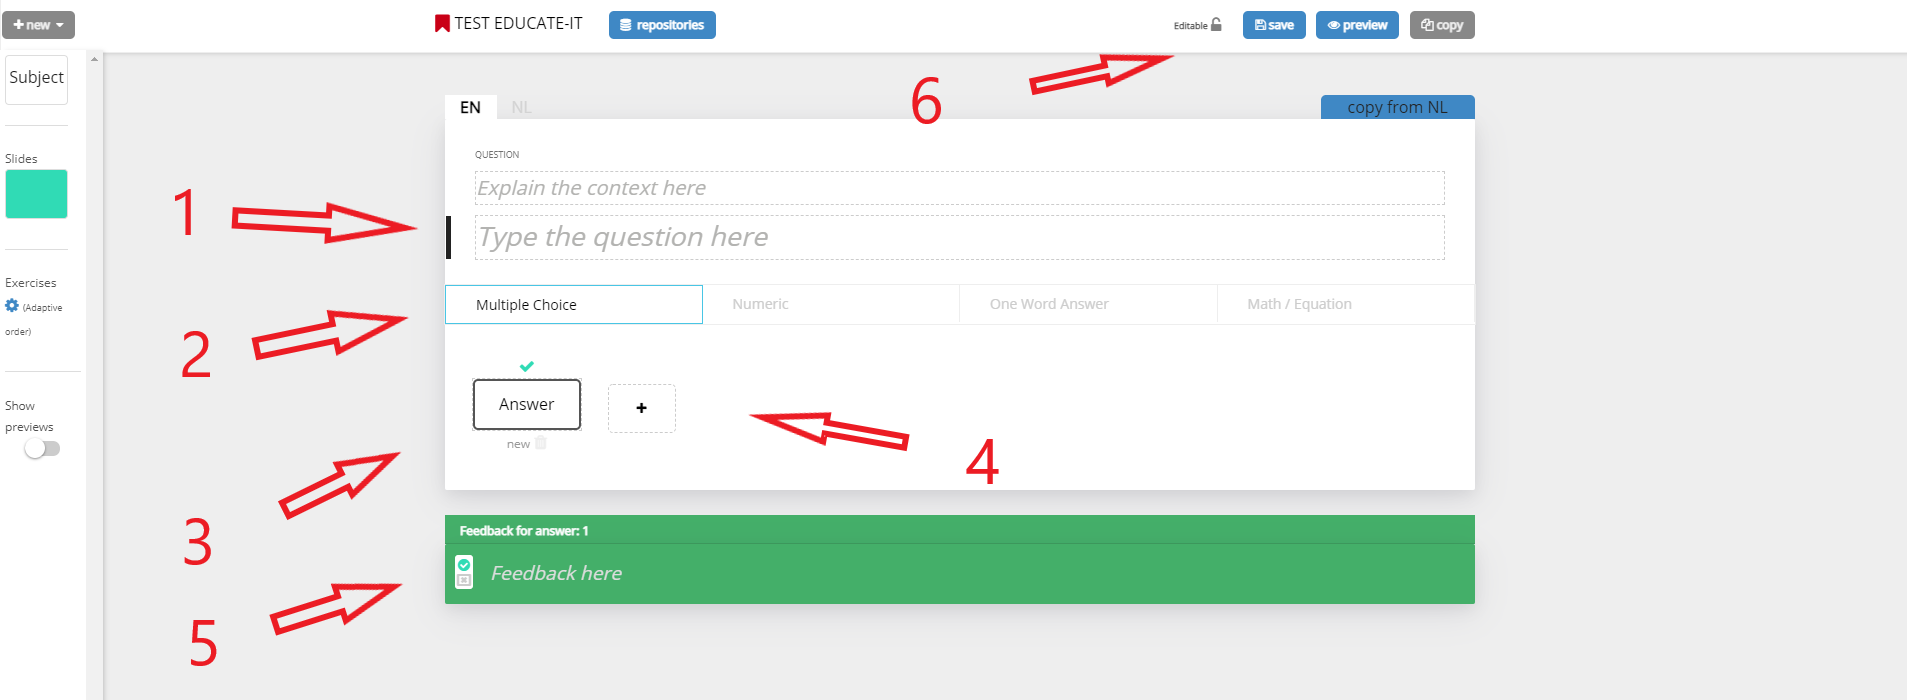 new
TEST EDUCATE-IT
repositories
Editable
save
preview
copy
Subject
6
EN
NL
copy from NL
QUESTION
Slides
Explain the context here
1
Type the question here
Exercises
(Adaptive
order)
Multiple Choice
Numeric
One Word Answer
Math / Equation
2
Show
previews
Answer
+
new
4
3
Feedback for answer: 1
Feedback here
5